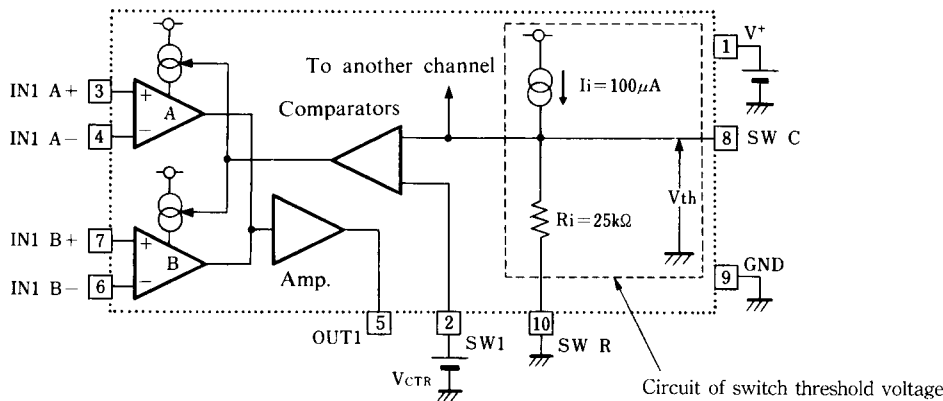 IN1 A+ 3
IN1 A− 4
+
−
A
IN1 B+ 7
IN1 B− 6
+
−
B
To another channel
Comparators
Amp.
Ii=100μA
Ri=25kΩ
Vth
1 V+
8 SW C
GND
9
5
OUT1
2
SW1
VCTR
10
SW R
Circuit of switch threshold voltage